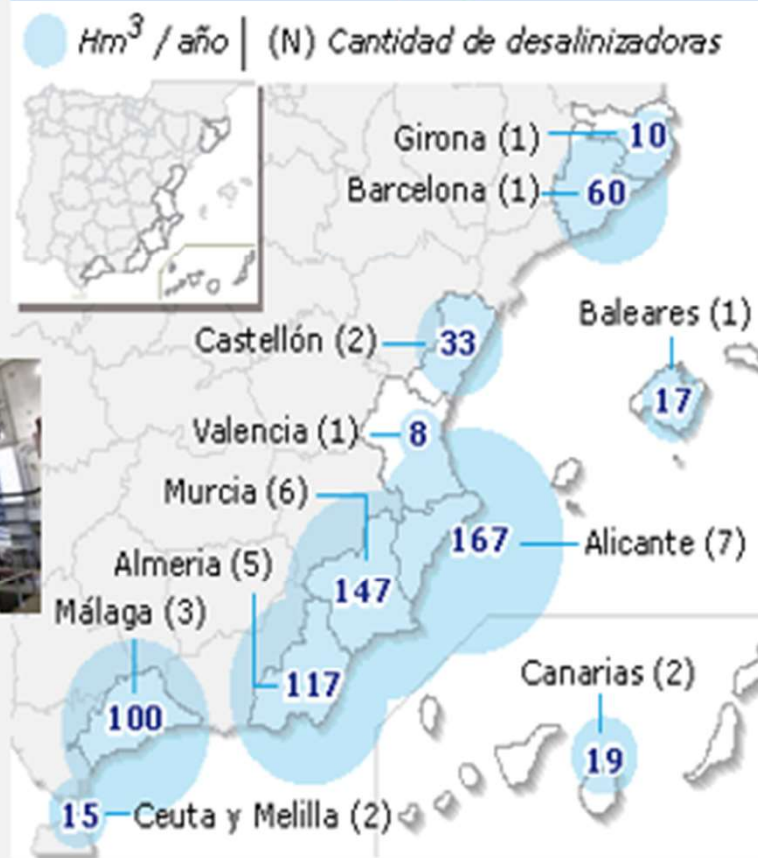 Hm³ / año | (N) Cantidad de desalinizadoras
Girona (1) 10
Barcelona (1) 60
Baleares (1)
17
Castellón (2) 33
Valencia (1) 8
Murcia (6)
167 Alicante (7)
Almeria (5)
147
Málaga (3)
117
100
Canarias (2)
19
15 Ceuta y Melilla (2)